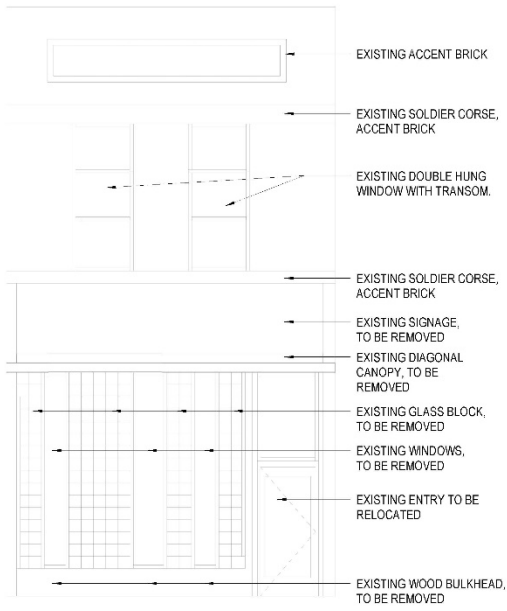 EXISTING ACCENT BRICK
EXISTING SOLDIER CORSE,
ACCENT BRICK
EXISTING DOUBLE HUNG
WINDOW WITH TRANSOM.
EXISTING SOLDIER CORSE,
ACCENT BRICK
EXISTING SIGNAGE,
TO BE REMOVED
EXISTING DIAGONAL
CANOPY, TO BE
REMOVED
EXISTING GLASS BLOCK,
TO BE REMOVED
EXISTING WINDOWS,
TO BE REMOVED
EXISTING ENTRY TO BE
RELOCATED
EXISTING WOOD BULKHEAD,
TO BE REMOVED